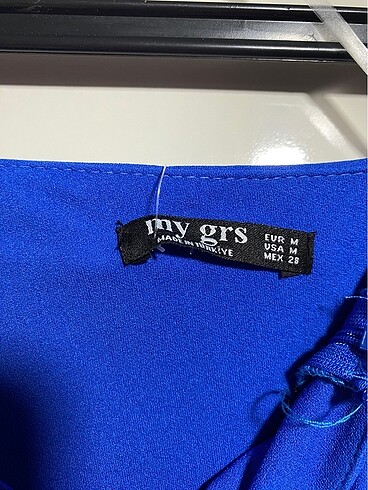 my grs
MADE IN TÜRKİYE
EUR M
USA M
MEX 28